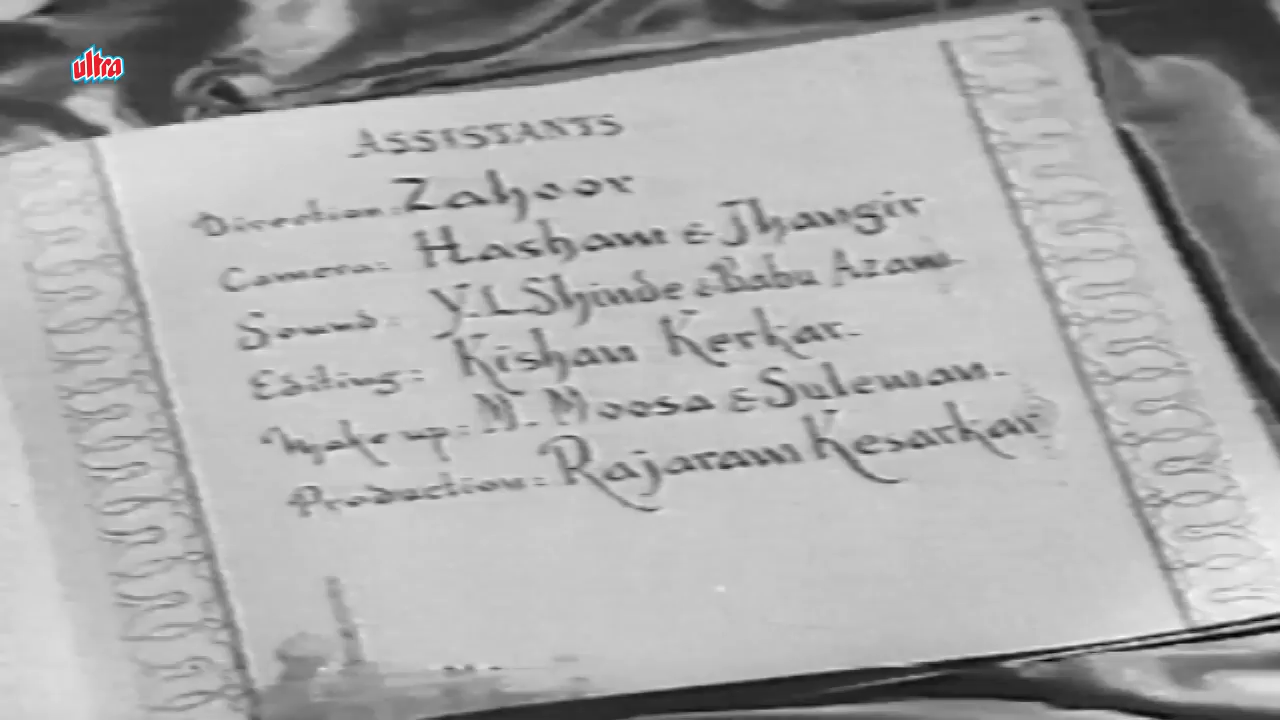 ultra
ASSISTANTS
Direction: Zahoor
Camera: Hasham & Jhangir
Sound: Y.L.Shinde & Babu Azami
Editing: Kishan Kerkar.
Make up: M. Moosa & Suleman.
Production: Rajaram Kesarkar